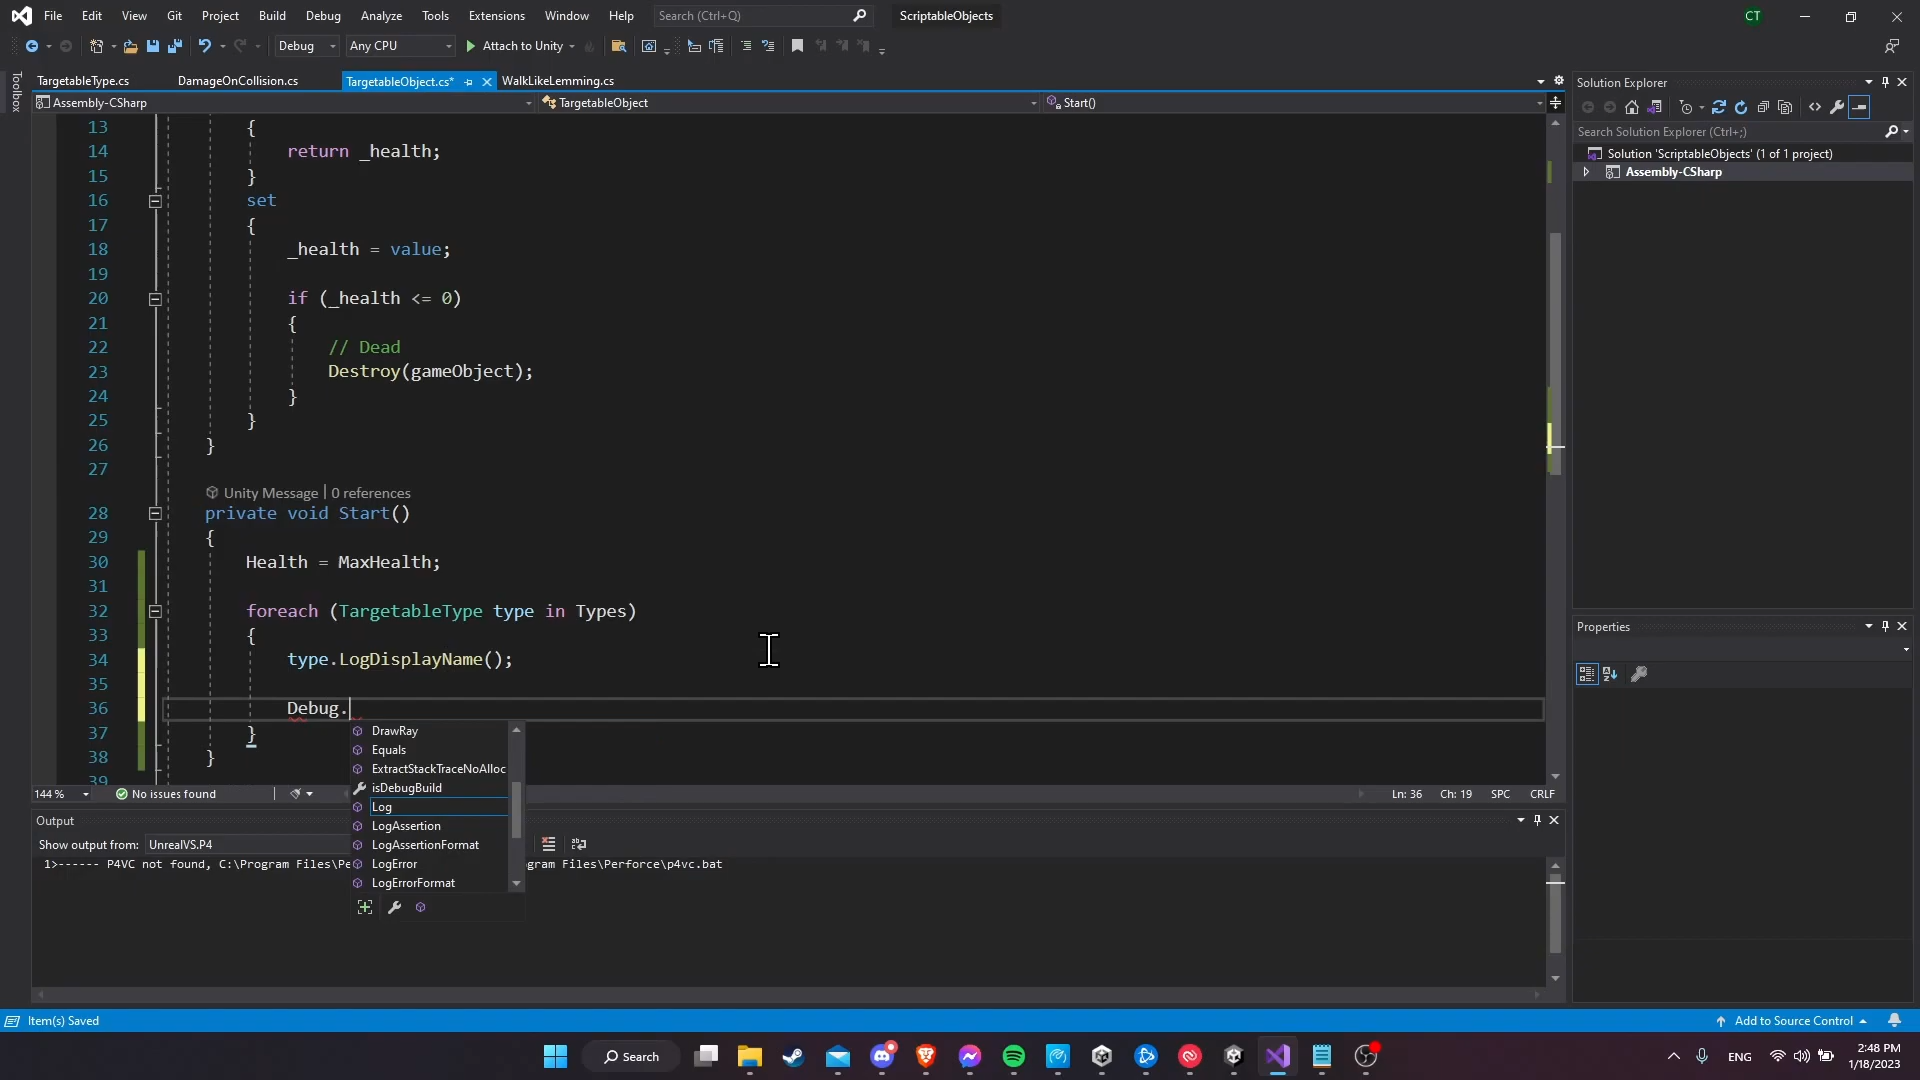 File Edit View Git Project Build Debug Analyze Tools Extensions Window Help Search (Ctrl+Q) ScriptableObjects CT
Debug Any CPU Attach to Unity
TargetableType.cs DamageOnCollision.cs TargetableObject.cs* WalkLikeLemming.cs
Toolbox
Assembly-CSharp TargetableObject Start()
13 {
14 return _health;
15 }
16 set
17 {
18 _health = value;
19
20 if (_health <= 0)
21 {
22 // Dead
23 Destroy(gameObject);
24 }
25 }
26 }
27
Unity Message | 0 references
28 private void Start()
29 {
30 Health = MaxHealth;
31
32 foreach (TargetableType type in Types)
33 {
34 type.LogDisplayName();
35
36 Debug.
37 }
38 }
39
DrawRay
Equals
ExtractStackTraceNoAlloc
isDebugBuild
Log
LogAssertion
LogAssertionFormat
LogError
LogErrorFormat
144 % No issues found Ln: 36 Ch: 19 SPC CRLF
Output
Show output from: UnrealVS.P4
1>------ P4VC not found, C:\Program Files\Pe gram Files\Perforce\p4vc.bat
Solution Explorer
Search Solution Explorer (Ctrl+;)
Solution 'ScriptableObjects' (1 of 1 project)
Assembly-CSharp
Properties
Item(s) Saved Add to Source Control
Search ENG 2:48 PM
1/18/2023